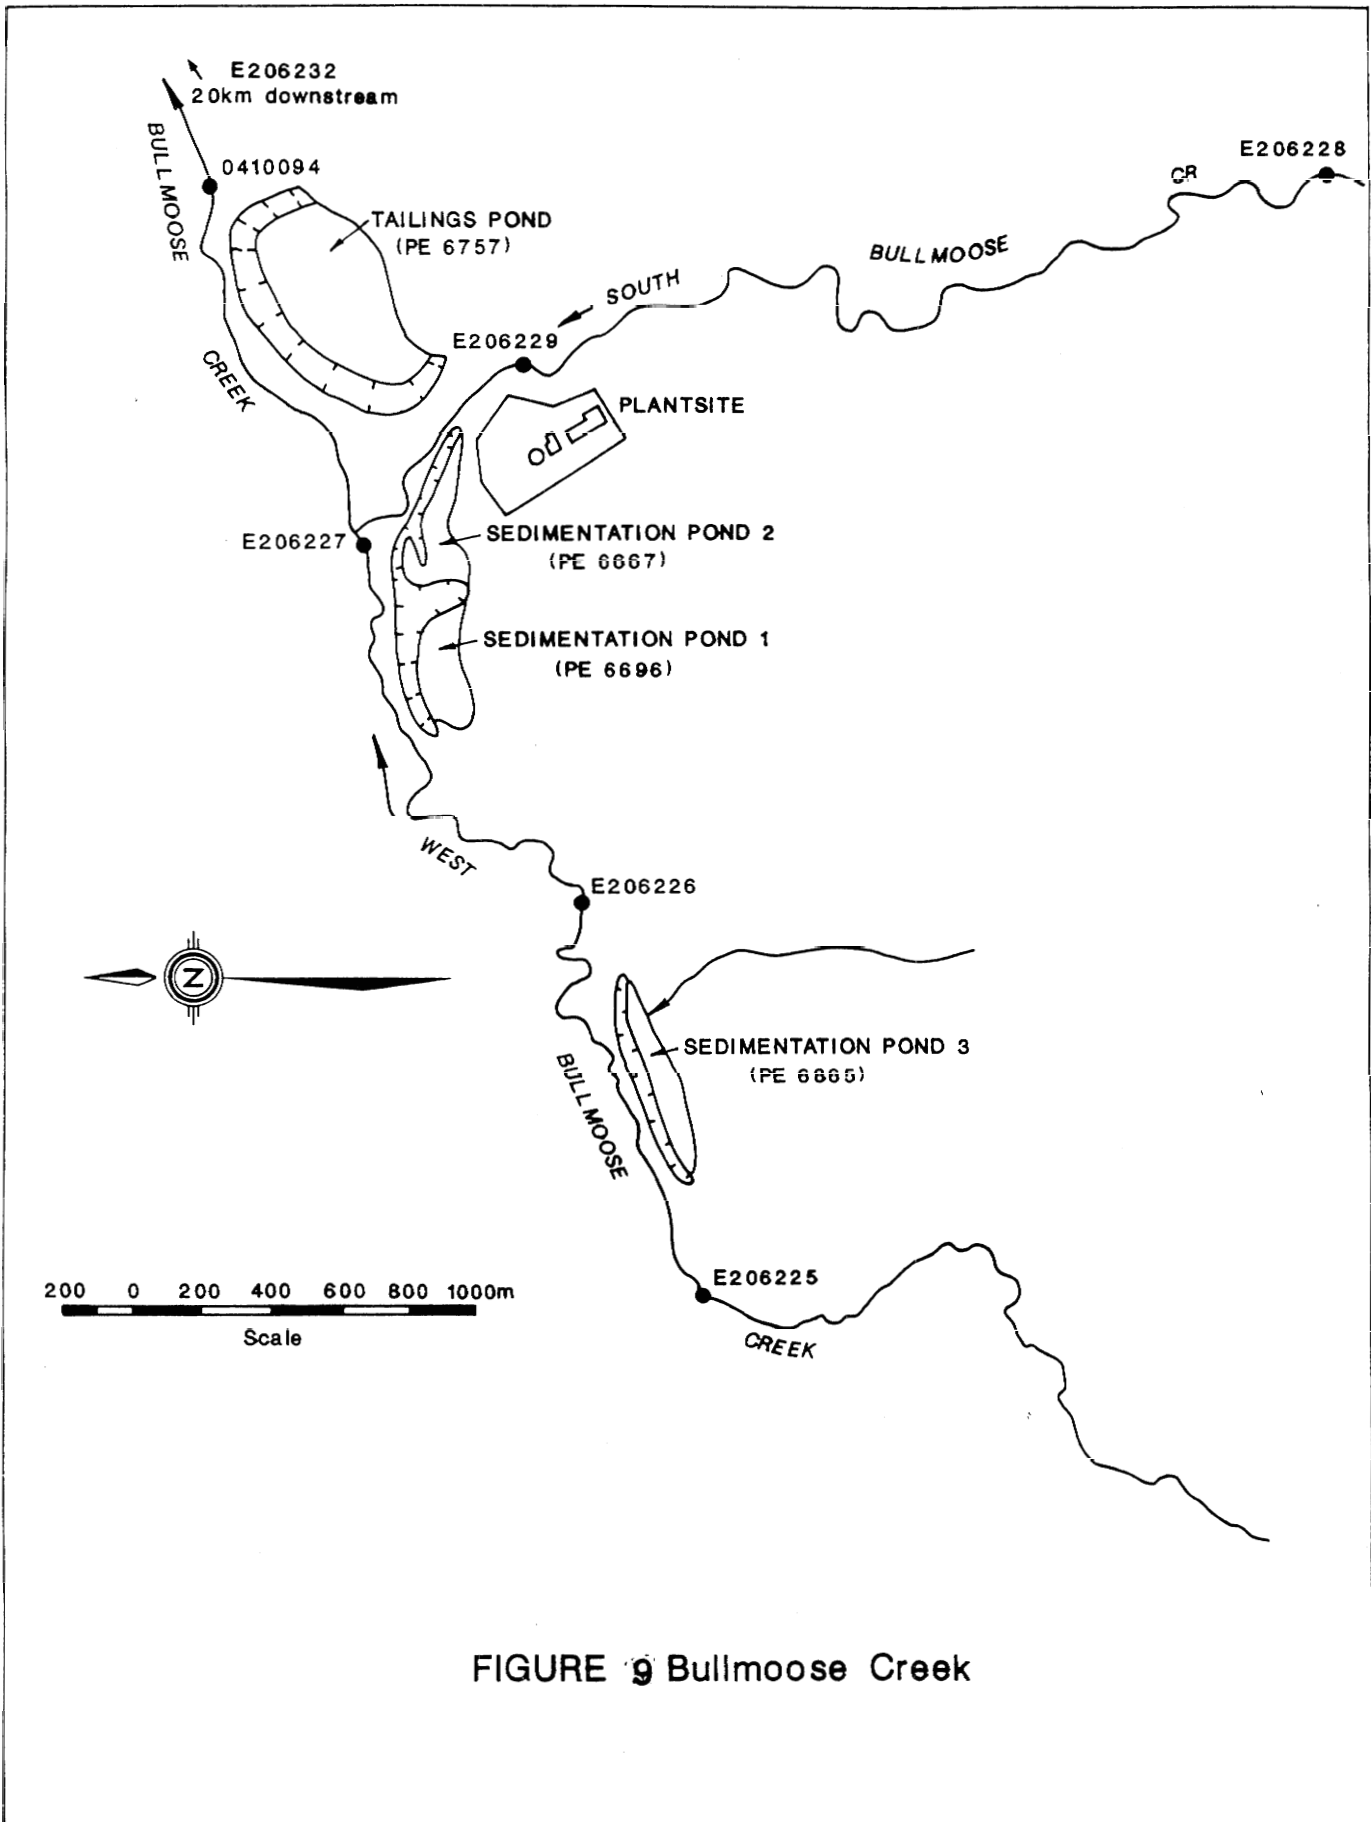 E206232
20km downstream
BULLMOOSE
0410094
E206228
CR
TAILINGS POND
(PE 6757)
BULLMOOSE
SOUTH
E206229
CREEK
PLANTSITE
E206227
SEDIMENTATION POND 2
(PE 6667)
SEDIMENTATION POND 1
(PE 6696)
WEST
E206226
Z
SEDIMENTATION POND 3
BULLMOOSE
E206225
200 0 200 400 600 800 1000m
Scale
CREEK
FIGURE 9 Bullmoose Creek